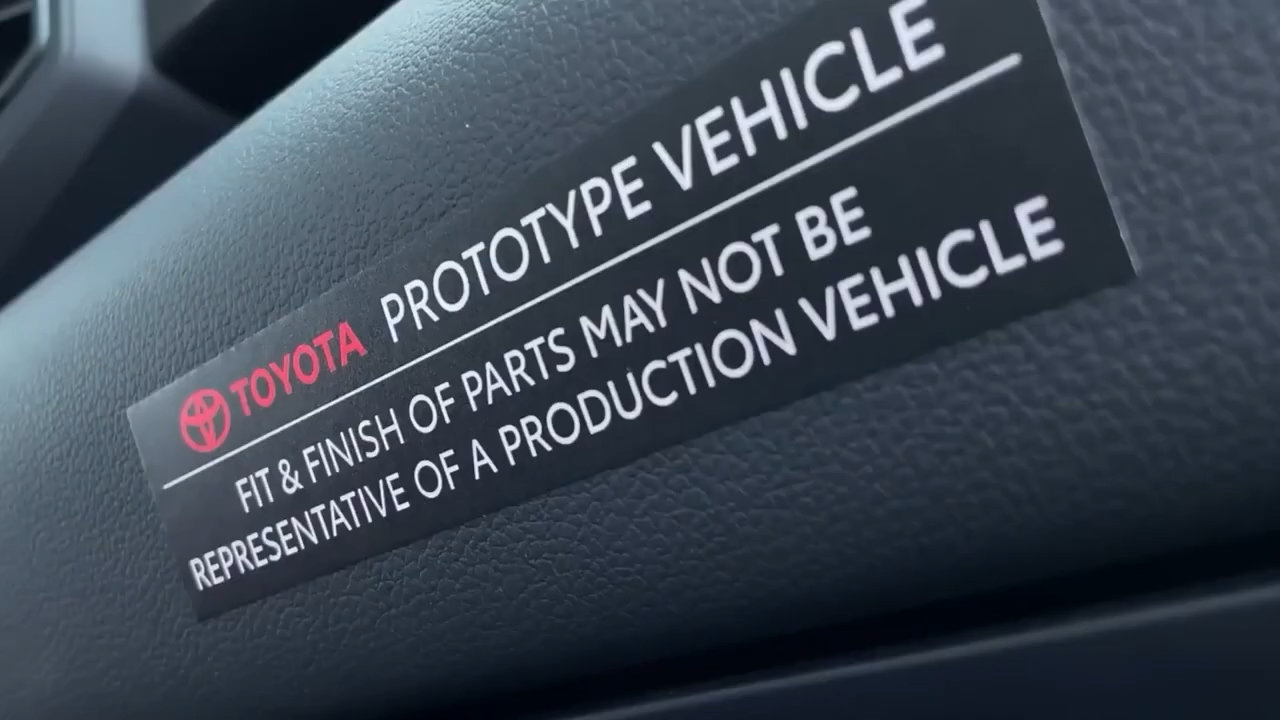 TOYOTA PROTOTYPE VEHICLE
FIT & FINISH OF PARTS MAY NOT BE
REPRESENTATIVE OF A PRODUCTION VEHICLE